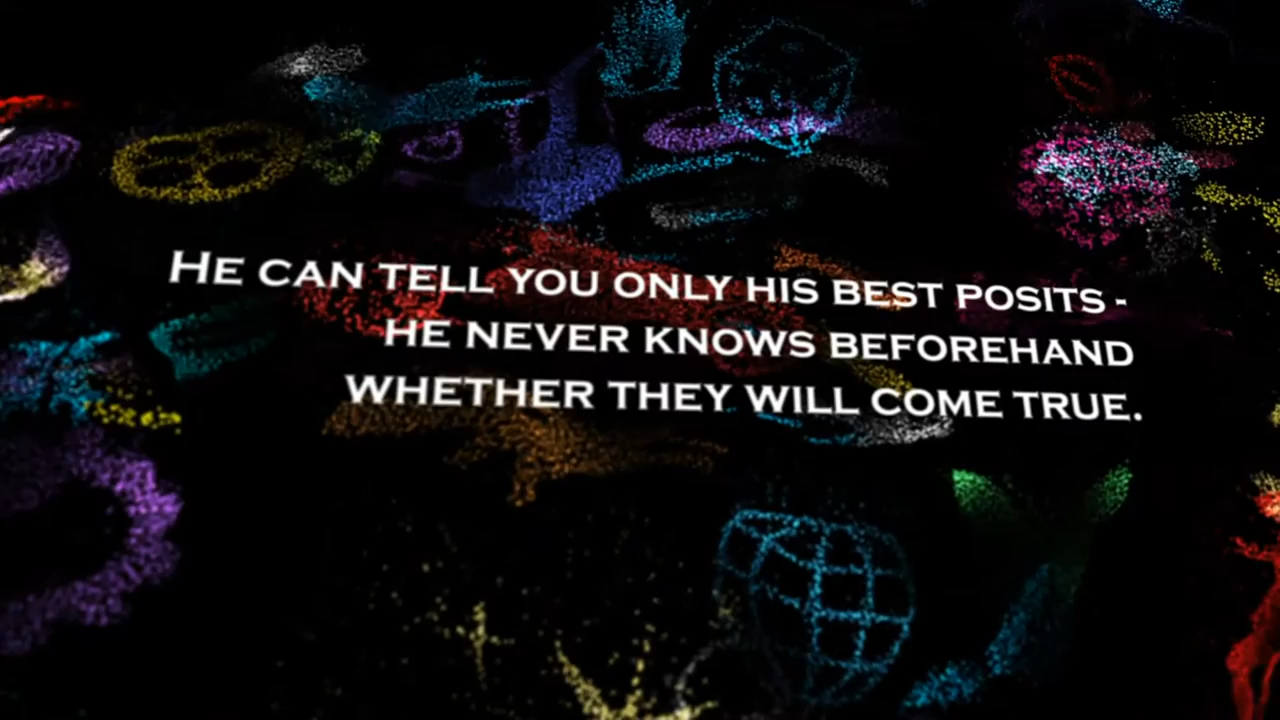 He can tell you only his best posits -
he never knows beforehand
whether they will come true.